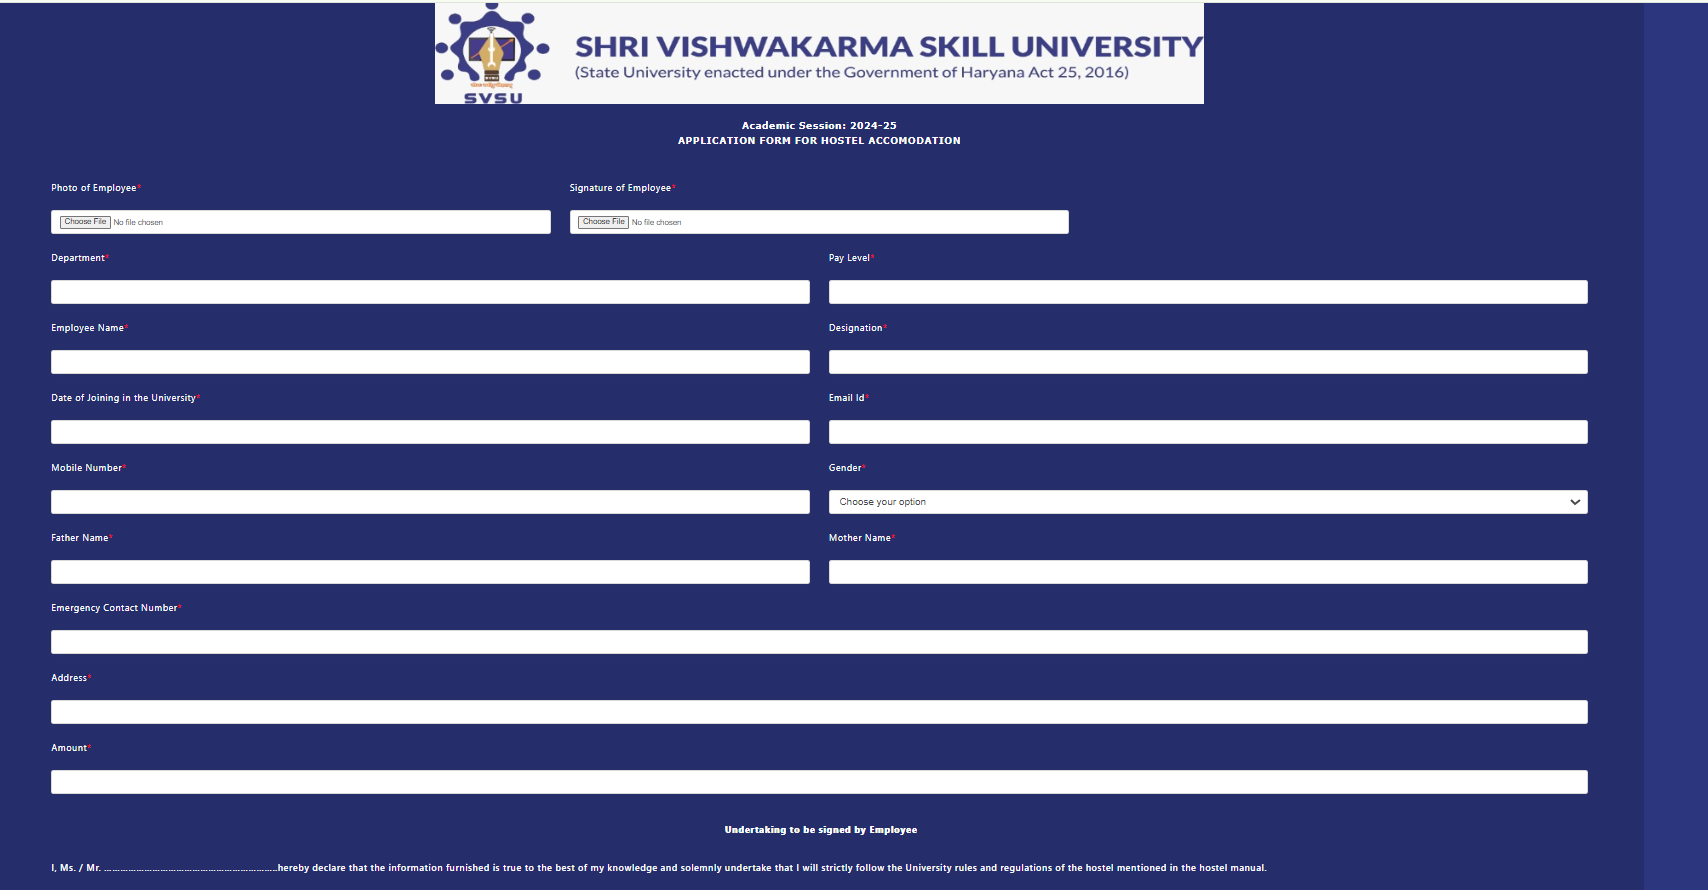 SHRI VISHWAKARMA SKILL UNIVERSITY
(State University enacted under the Government of Haryana Act 25, 2016)
SVSU
Academic Session: 2024-25
APPLICATION FORM FOR HOSTEL ACCOMODATION
Photo of Employee* Signature of Employee*
Choose File No file chosen Choose File No file chosen
Department* Pay Level*
Employee Name* Designation*
Date of Joining in the University* Email Id*
Mobile Number* Gender*
Choose your option
Father Name* Mother Name*
Emergency Contact Number*
Address*
Amount*
Undertaking to be signed by Employee
I, Ms. / Mr. ................................................................hereby declare that the information furnished is true to the best of my knowledge and solemnly undertake that I will strictly follow the University rules and regulations of the hostel mentioned in the hostel manual.